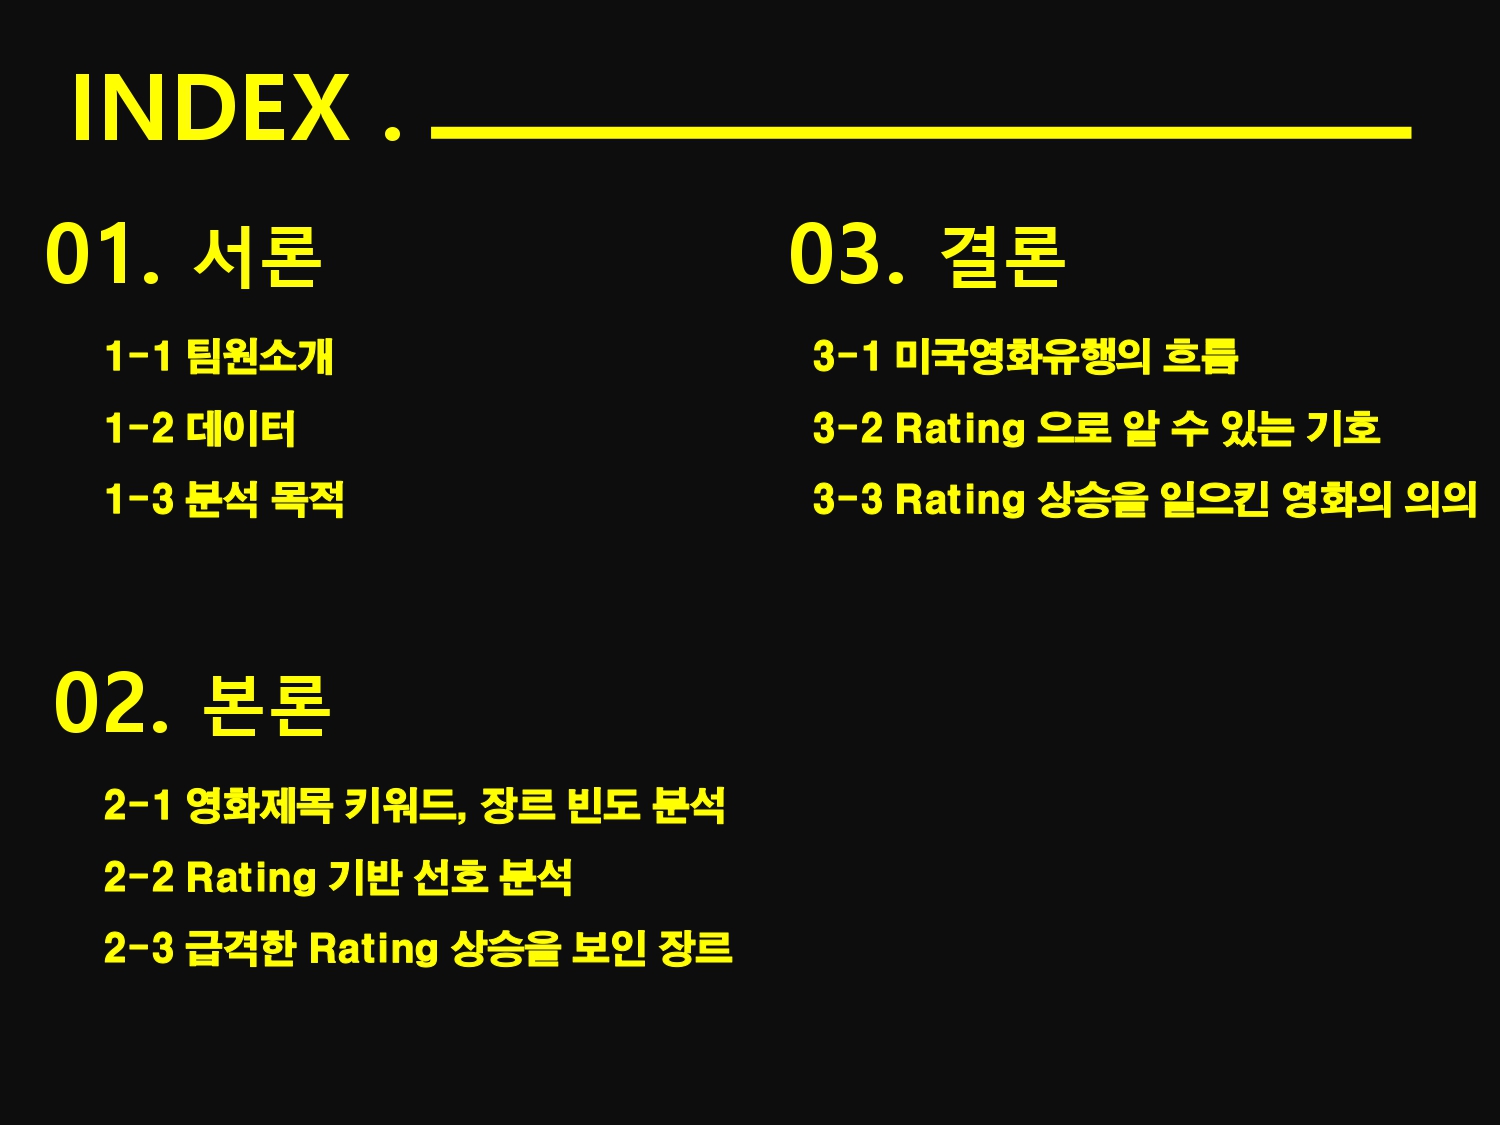 INDEX .
01. 서론
1-1 팀원소개
1-2 데이터
1-3 분석 목적
02. 본론
2-1 영화제목 키워드, 장르 빈도 분석
2-2 Rating 기반 선호 분석
2-3 급격한 Rating 상승을 보인 장르
03. 결론
3-1 미국영화유행의 흐름
3-2 Rating 으로 알 수 있는 기호
3-3 Rating 상승을 일으킨 영화의 의의